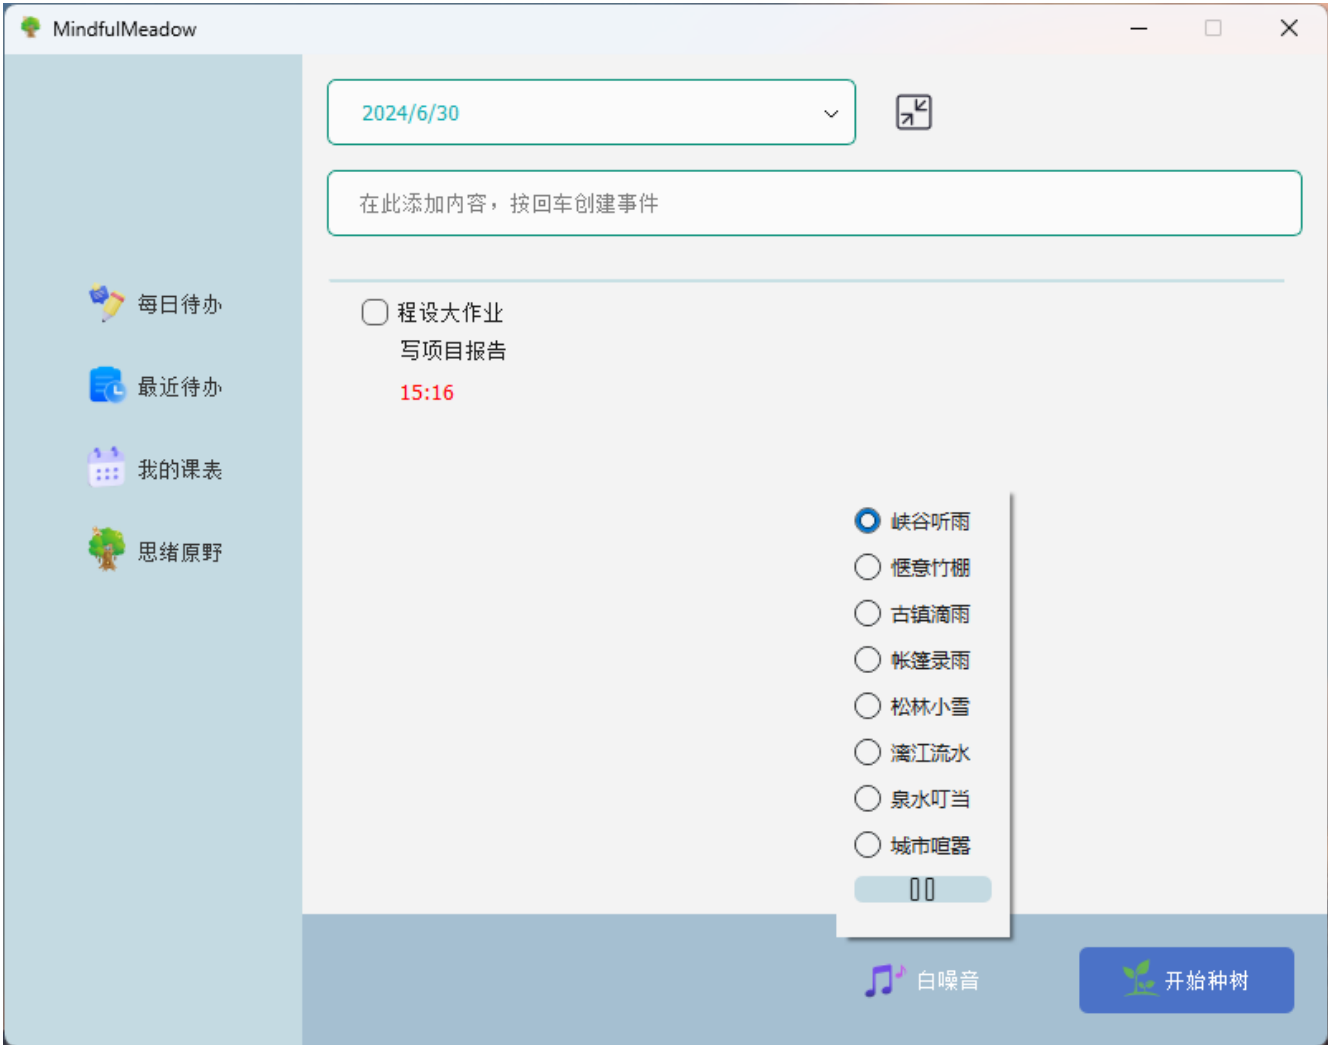 MindfulMeadow
2024/6/30
在此添加内容，按回车创建事件
每日待办
最近待办
我的课表
思绪原野
程设大作业
写项目报告
15:16
峡谷听雨
惬意竹棚
古镇滴雨
帐篷录雨
松林小雪
漓江流水
泉水叮当
城市喧嚣
白噪音
开始种树